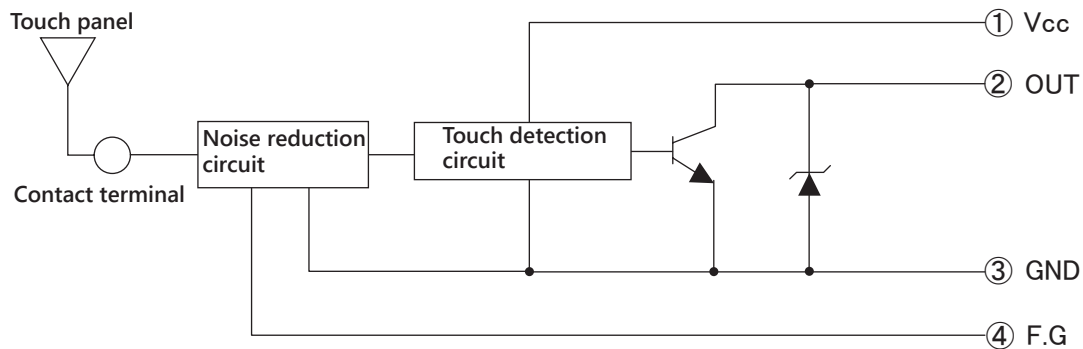 Touch panel
① Vcc
② OUT
Noise reduction
circuit
Touch detection
circuit
Contact terminal
③ GND
④ F.G